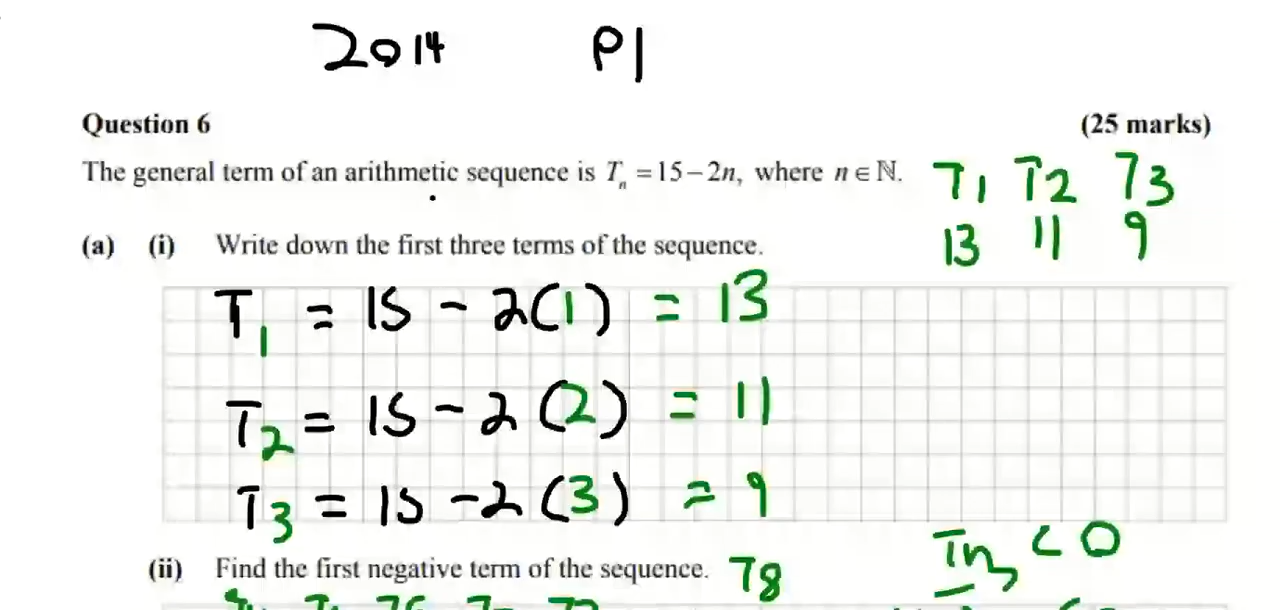 2014 P1
Question 6 (25 marks)
The general term of an arithmetic sequence is Tₙ = 15 – 2n, where n ∈ ℕ.
T1 T2 T3
13 11 9
(a) (i) Write down the first three terms of the sequence.
T₁ = 15 - 2(1) = 13
T₂ = 15 - 2(2) = 11
T₃ = 15 - 2(3) = 9
Tn < 0
(ii) Find the first negative term of the sequence. T8